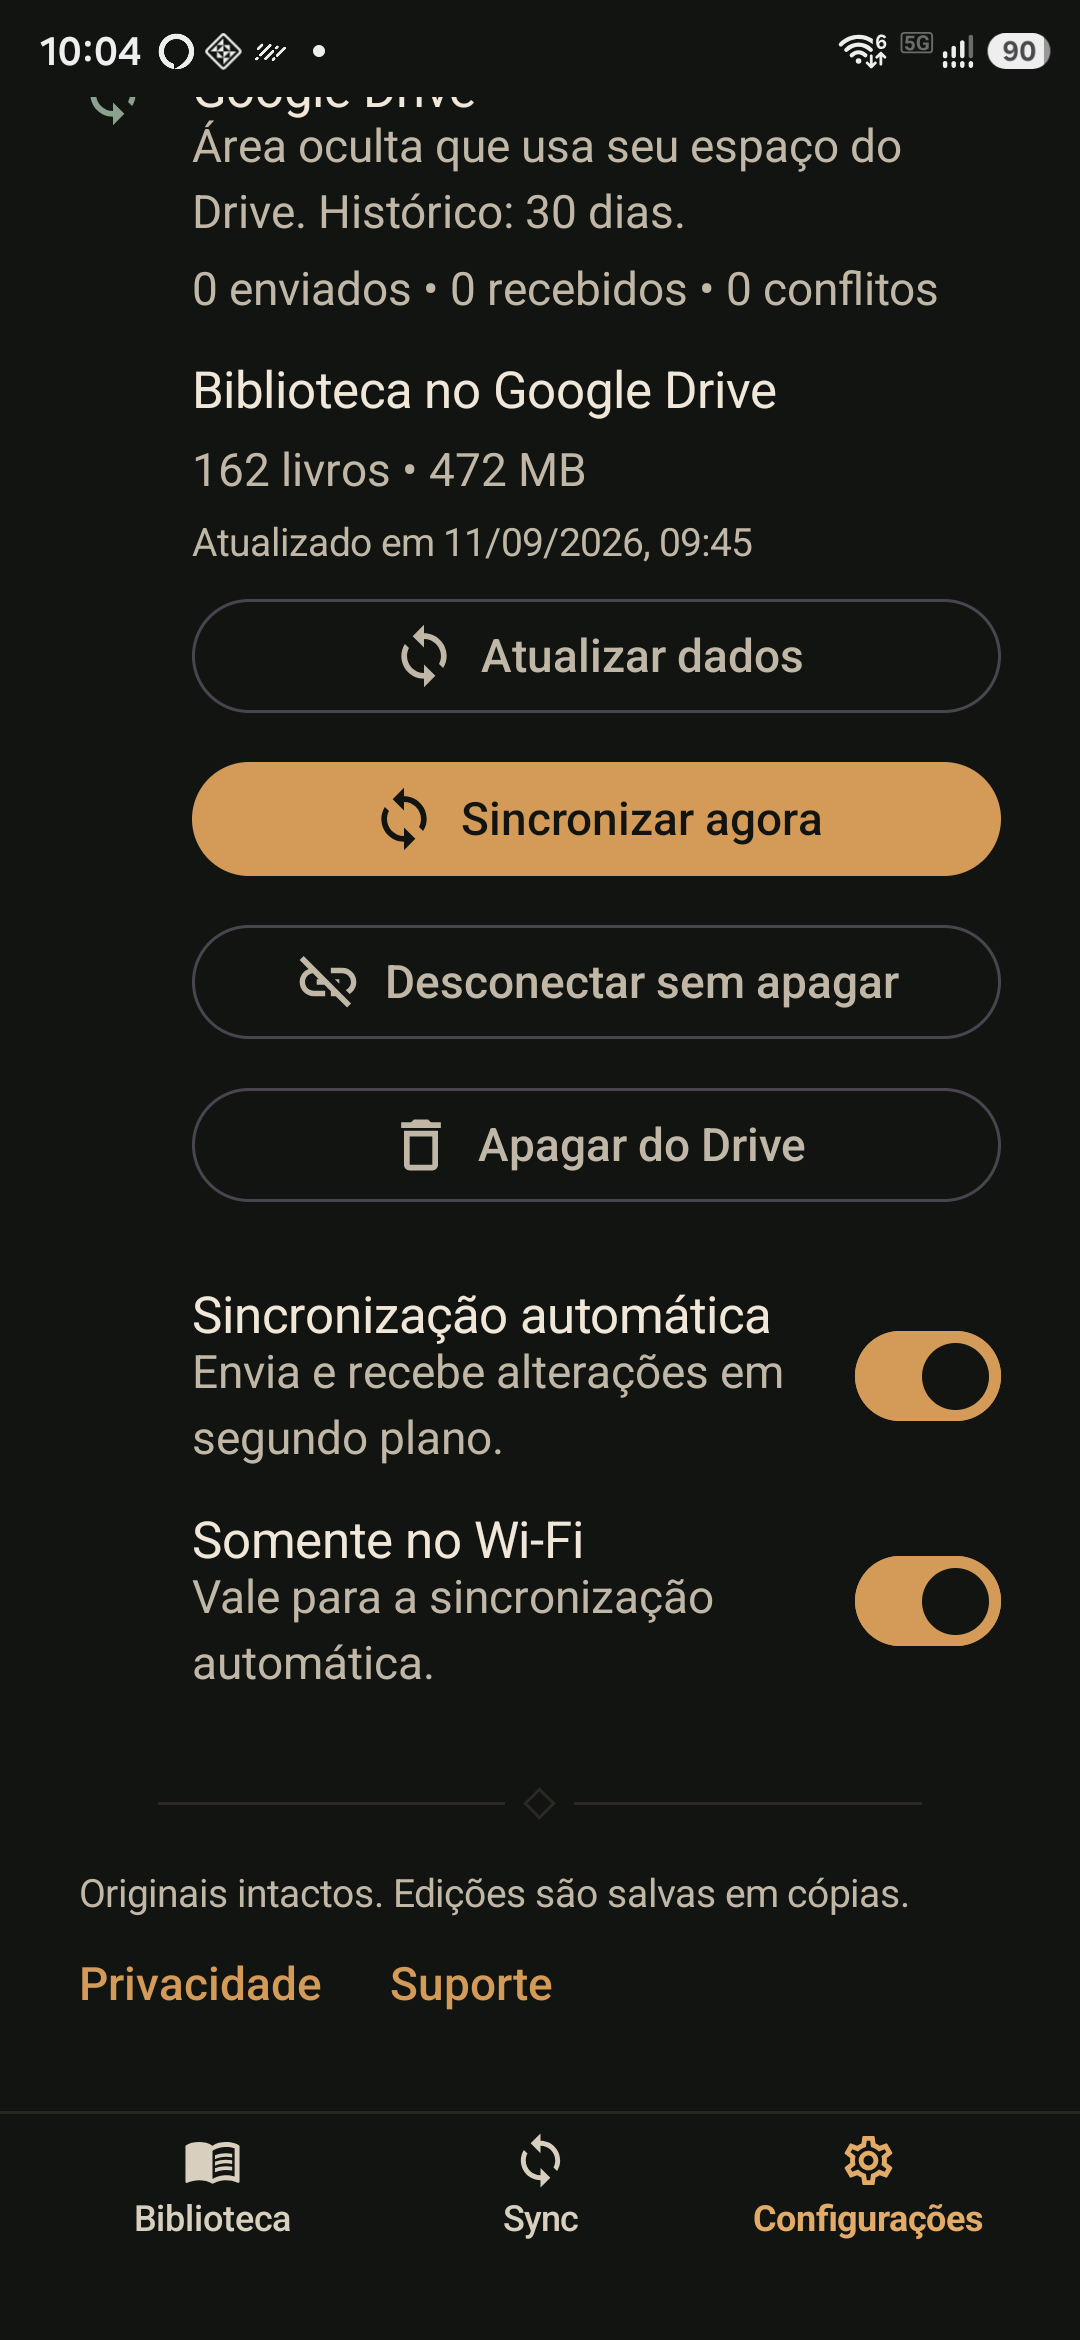 10:04
6
5G
90
Google Drive
Área oculta que usa seu espaço do
Drive. Histórico: 30 dias.
0 enviados • 0 recebidos • 0 conflitos
Biblioteca no Google Drive
162 livros • 472 MB
Atualizado em 11/09/2026, 09:45
Atualizar dados
Sincronizar agora
Desconectar sem apagar
Apagar do Drive
Sincronização automática
Envia e recebe alterações em
segundo plano.
Somente no Wi-Fi
Vale para a sincronização
automática.
Originais intactos. Edições são salvas em cópias.
Privacidade Suporte
Biblioteca Sync Configurações